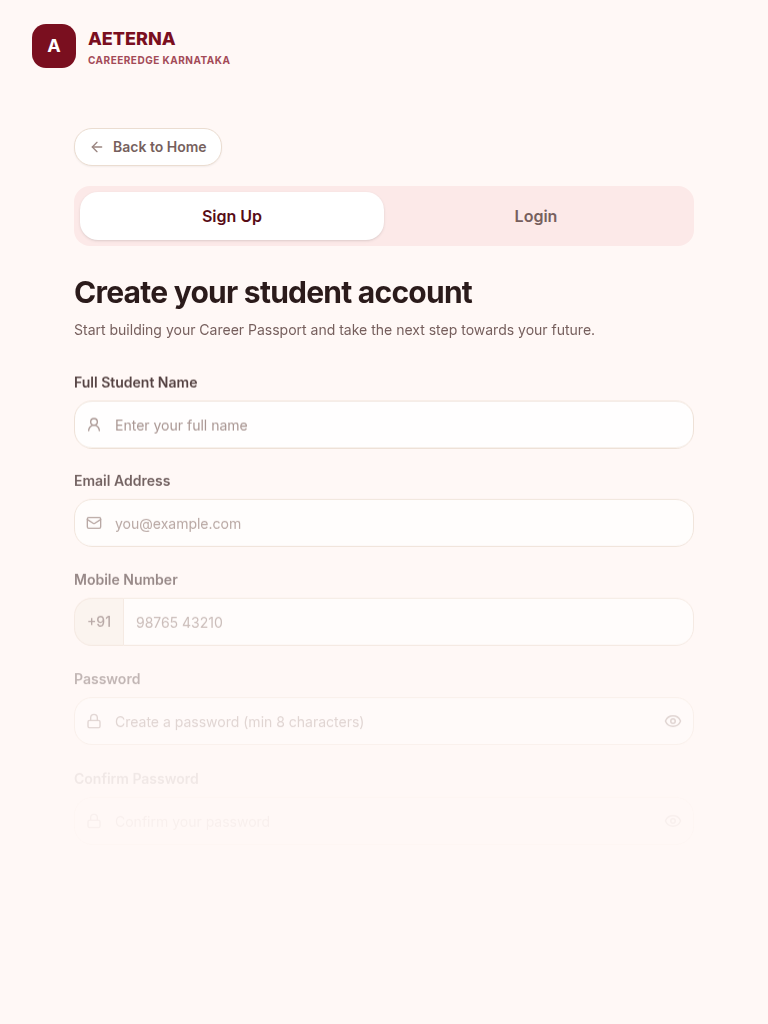 A
AETERNA
CAREEREDGE KARNATAKA
Back to Home
Sign Up
Login
Create your student account
Start building your Career Passport and take the next step towards your future.
Full Student Name
Enter your full name
Email Address
you@example.com
Mobile Number
+91
98765 43210
Password
Create a password (min 8 characters)
Confirm Password
Confirm your password